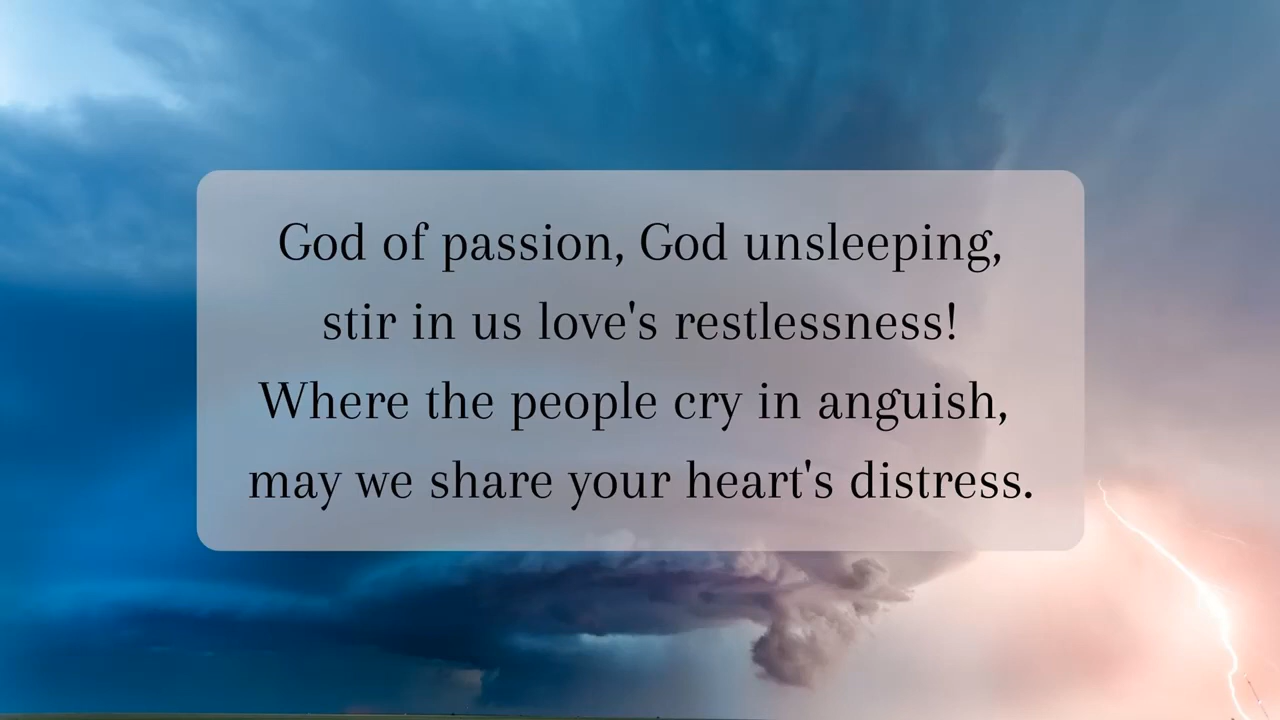 God of passion, God unsleeping,
stir in us love's restlessness!
Where the people cry in anguish,
may we share your heart's distress.